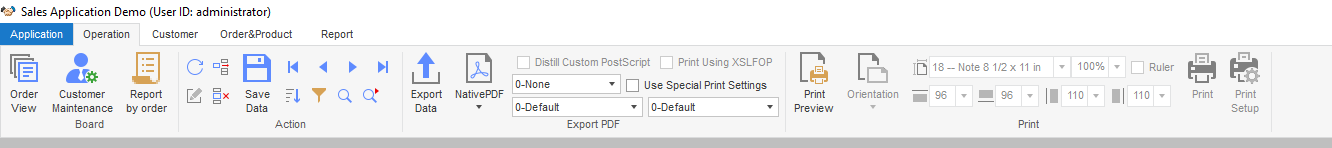 Sales Application Demo (User ID: administrator)
Application Operation Customer Order&Product Report
Order View
Customer Maintenance
Report by order
Board
Save Data
Action
Export Data
NativePDF
Distill Custom PostScript Print Using XSLFOP
0-None Use Special Print Settings
0-Default 0-Default
Export PDF
Print Preview
Orientation
18 -- Note 8 1/2 x 11 in 100% Ruler
96 96 110 110
Print
Print Setup
Print